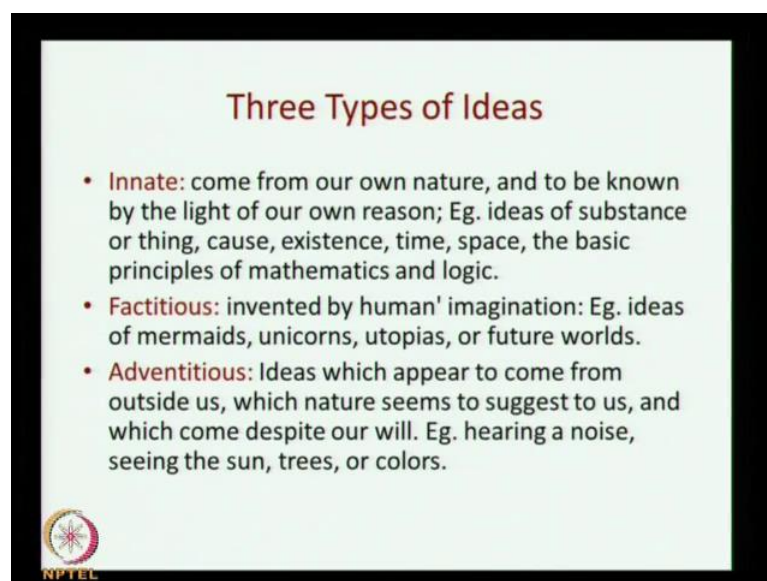 Three Types of Ideas
• Innate: come from our own nature, and to be known
by the light of our own reason; Eg. ideas of substance
or thing, cause, existence, time, space, the basic
principles of mathematics and logic.
• Factitious: invented by human' imagination: Eg. ideas
of mermaids, unicorns, utopias, or future worlds.
• Adventitious: Ideas which appear to come from
outside us, which nature seems to suggest to us, and
which come despite our will. Eg. hearing a noise,
seeing the sun, trees, or colors.
NPTEL